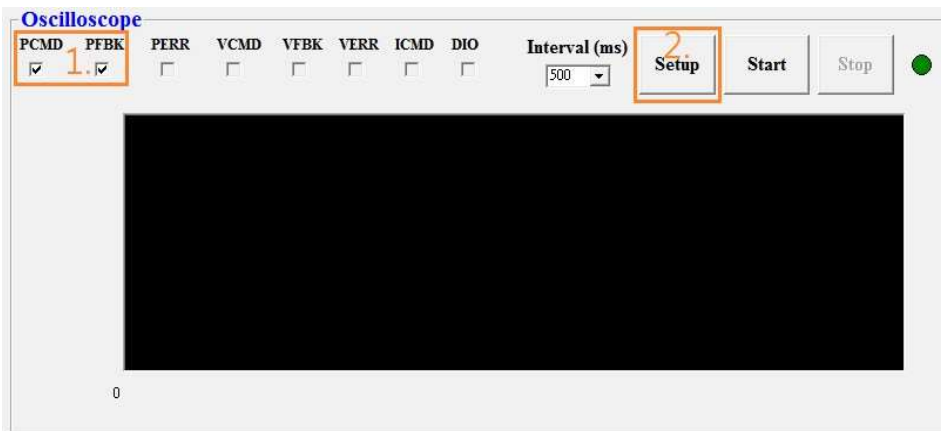 Oscilloscope
PCMD PFBK PERR VCMD VFBK VERR ICMD DIO Interval (ms)
1. 500 2. Setup Start Stop
0